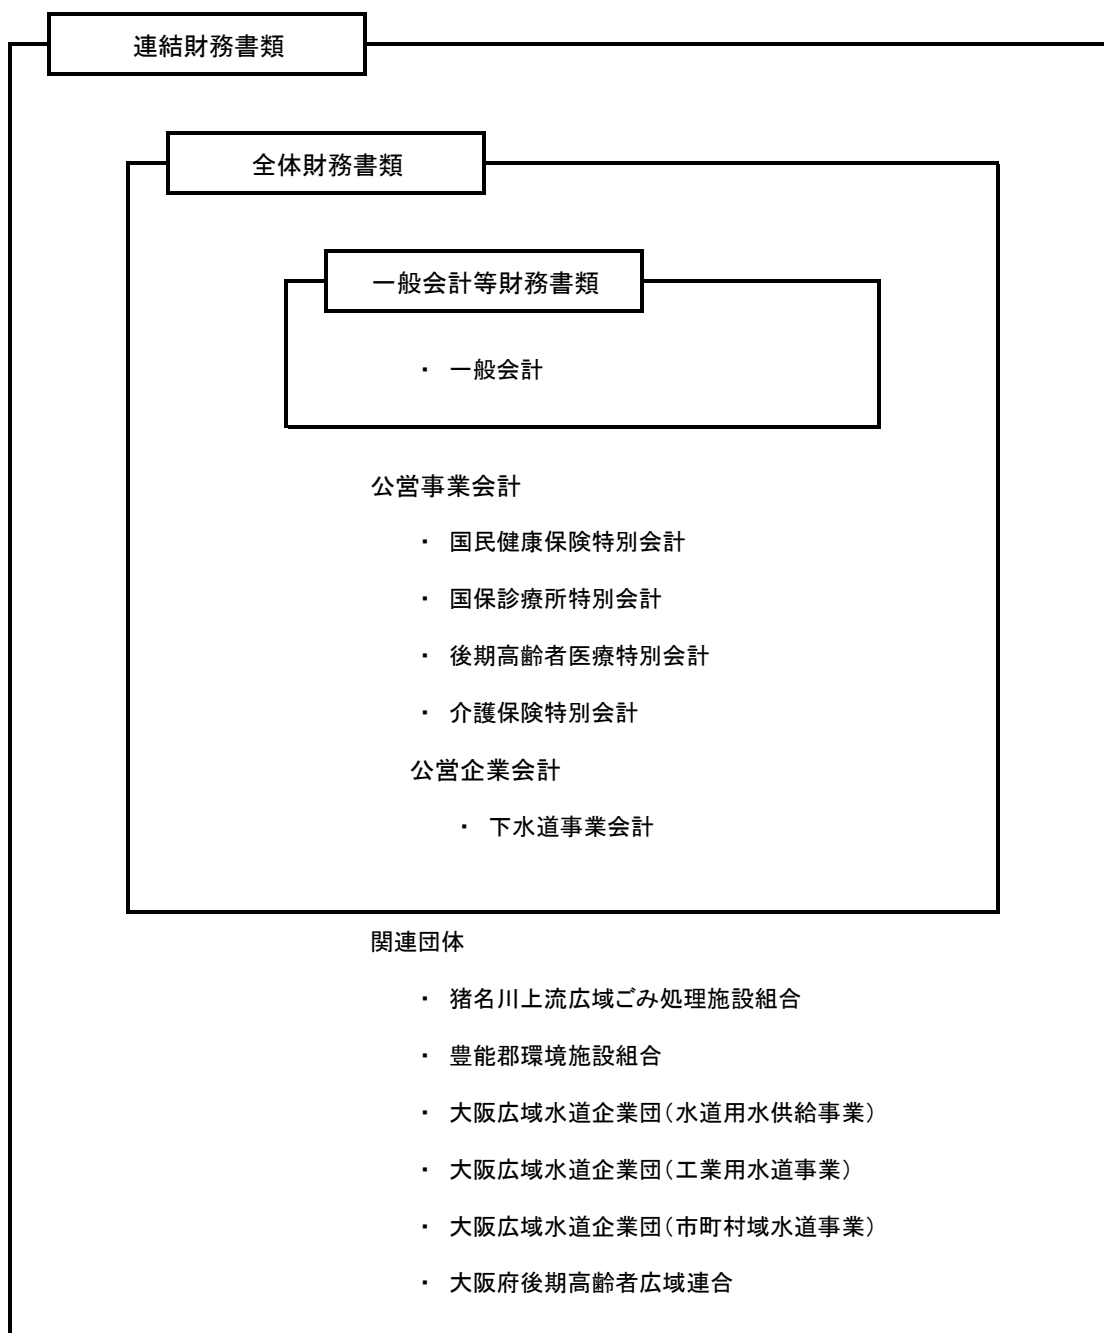 連結財務書類
全体財務書類
一般会計等財務書類
・ 一般会計
公営事業会計
・ 国民健康保険特別会計
・ 国保診療所特別会計
・ 後期高齢者医療特別会計
・ 介護保険特別会計
公営企業会計
・ 下水道事業会計
関連団体
・ 猪名川上流広域ごみ処理施設組合
・ 豊能郡環境施設組合
・ 大阪広域水道企業団（水道用水供給事業）
・ 大阪広域水道企業団（工業用水道事業）
・ 大阪広域水道企業団（市町村域水道事業）
・ 大阪府後期高齢者広域連合